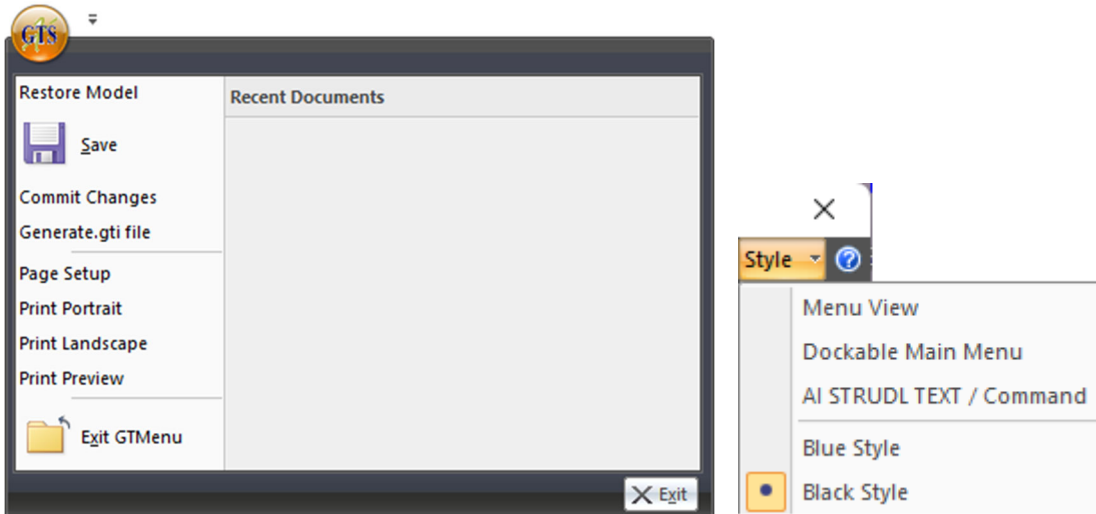 GTS
Restore Model
Recent Documents
Save
Commit Changes
Generate.gti file
Page Setup
Print Portrait
Print Landscape
Print Preview
Exit GTMenu
Exit
Style
Menu View
Dockable Main Menu
AI STRUDL TEXT / Command
Blue Style
Black Style